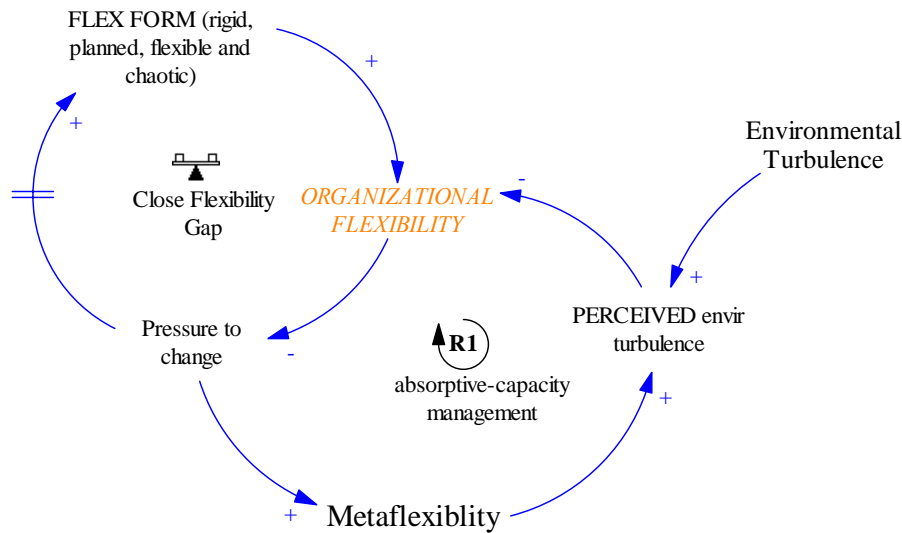 FLEX FORM (rigid,
planned, flexible and
chaotic)
+
+
Environmental
Turbulence
Close Flexibility
Gap
ORGANIZATIONAL
FLEXIBILITY
-
+
PERCEIVED envir
turbulence
Pressure to
change
-
R1
absorptive-capacity
management
+
+
Metaflexiblity